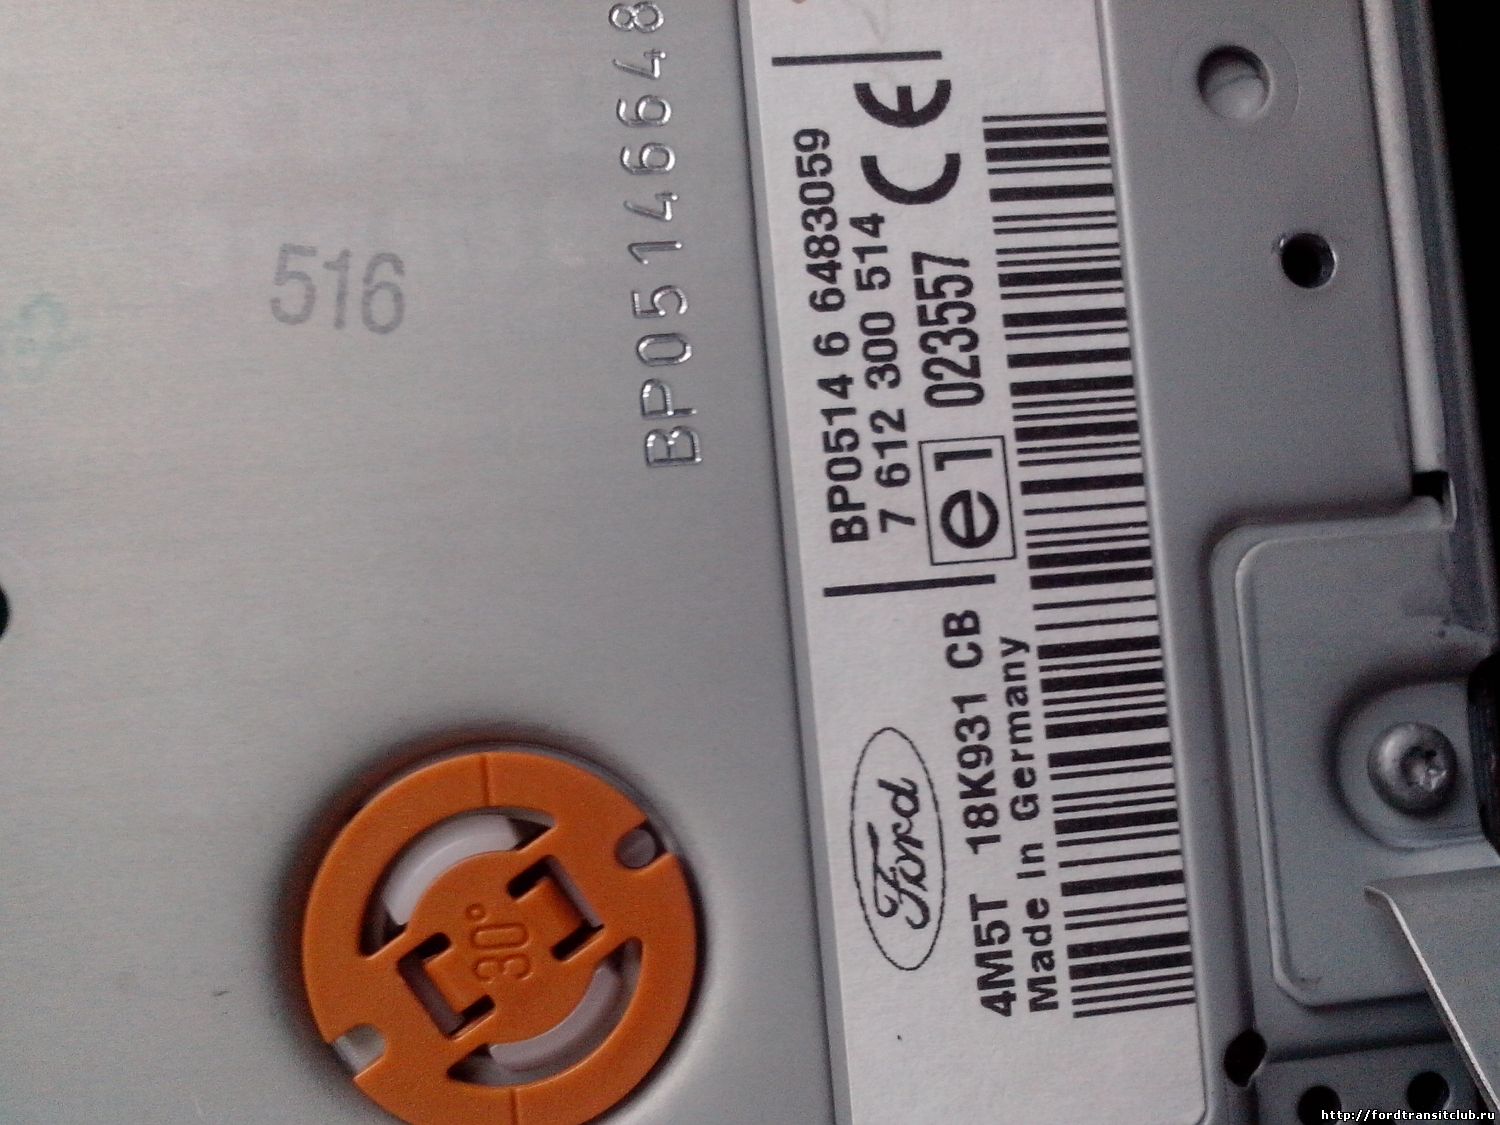 516
BP05146648
BP0514 6 6483059
7 612 300 514
e1 023557 CE
Ford
4M5T 18K931 CB
Made In Germany
30°
http://fordtransitclub.ru